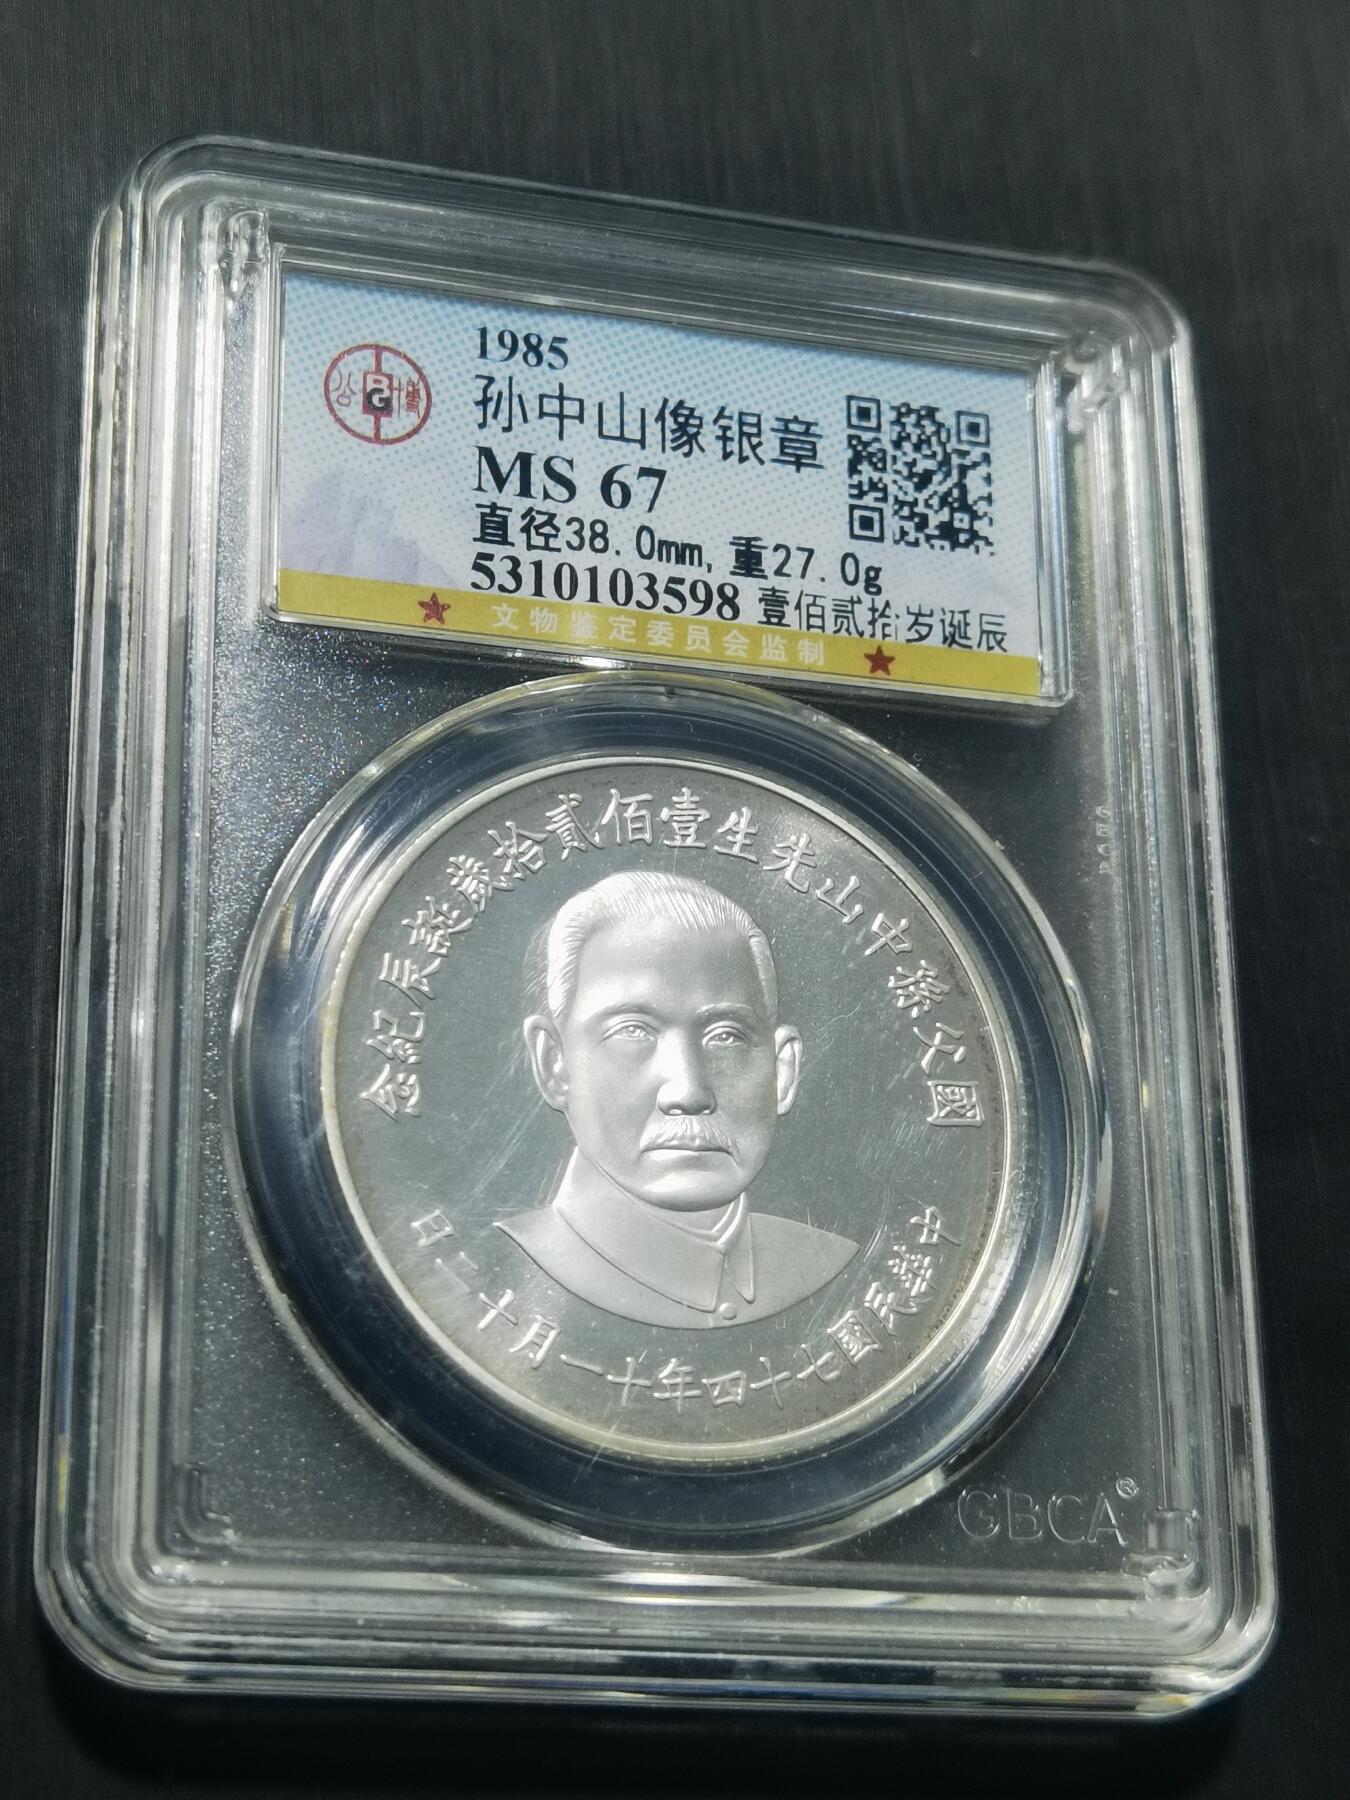 1985
孙中山像银章
MS 67
直径38.0mm,重27.0g
5310103598 壹佰贰拾岁诞辰
文物鉴定委员会监制
公 BG 博
國父孫中山先生壹佰貳拾歲誕辰紀念
中華民國七十四年十一月十二日
GBCA®